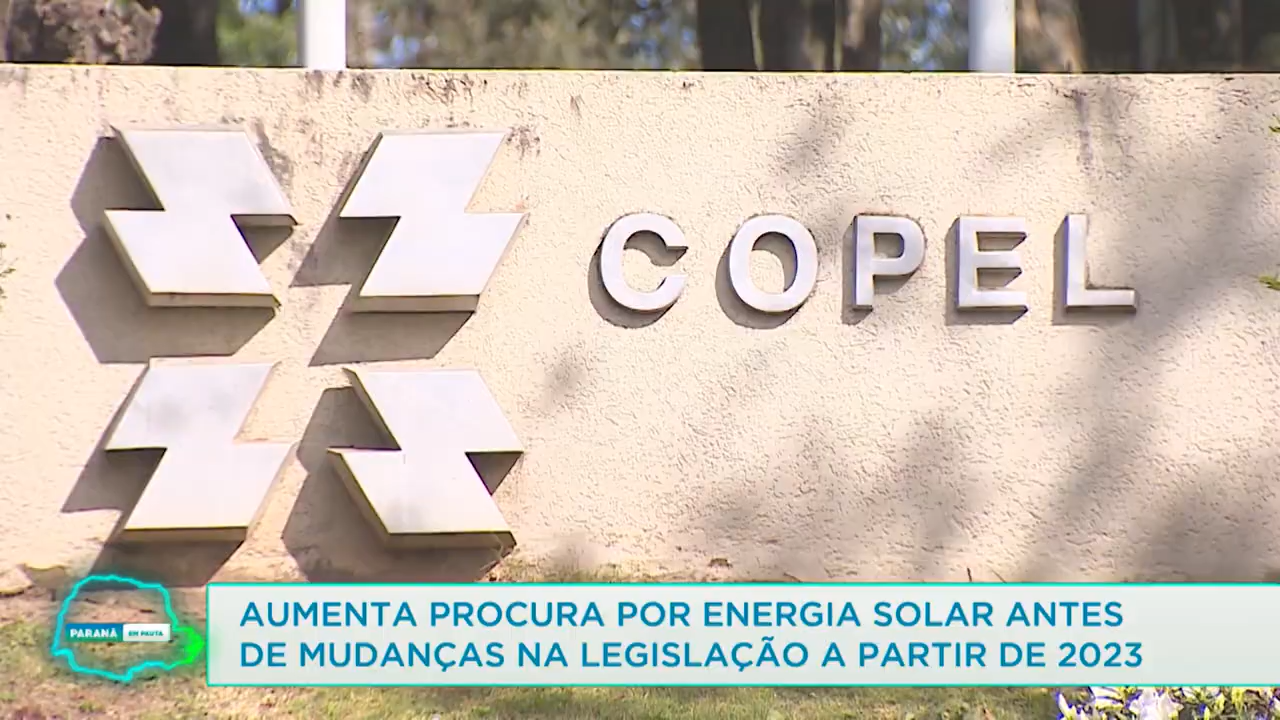 COPEL
PARANÁ EM PAUTA
AUMENTA PROCURA POR ENERGIA SOLAR ANTES
DE MUDANÇAS NA LEGISLAÇÃO A PARTIR DE 2023